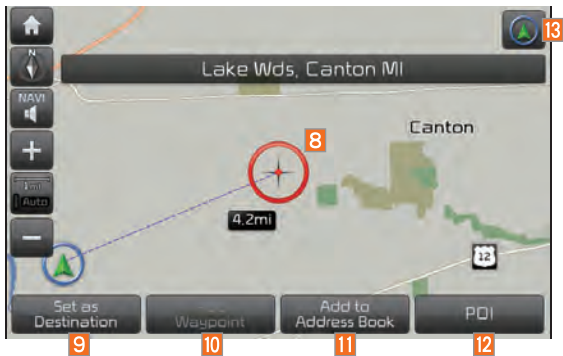 13
Lake Wds, Canton MI
NAVI
8
Canton
1mi
Auto
4.2mi
12
Set as
Destination
Waypoint
Add to
Address Book
POI
9
10
11
12